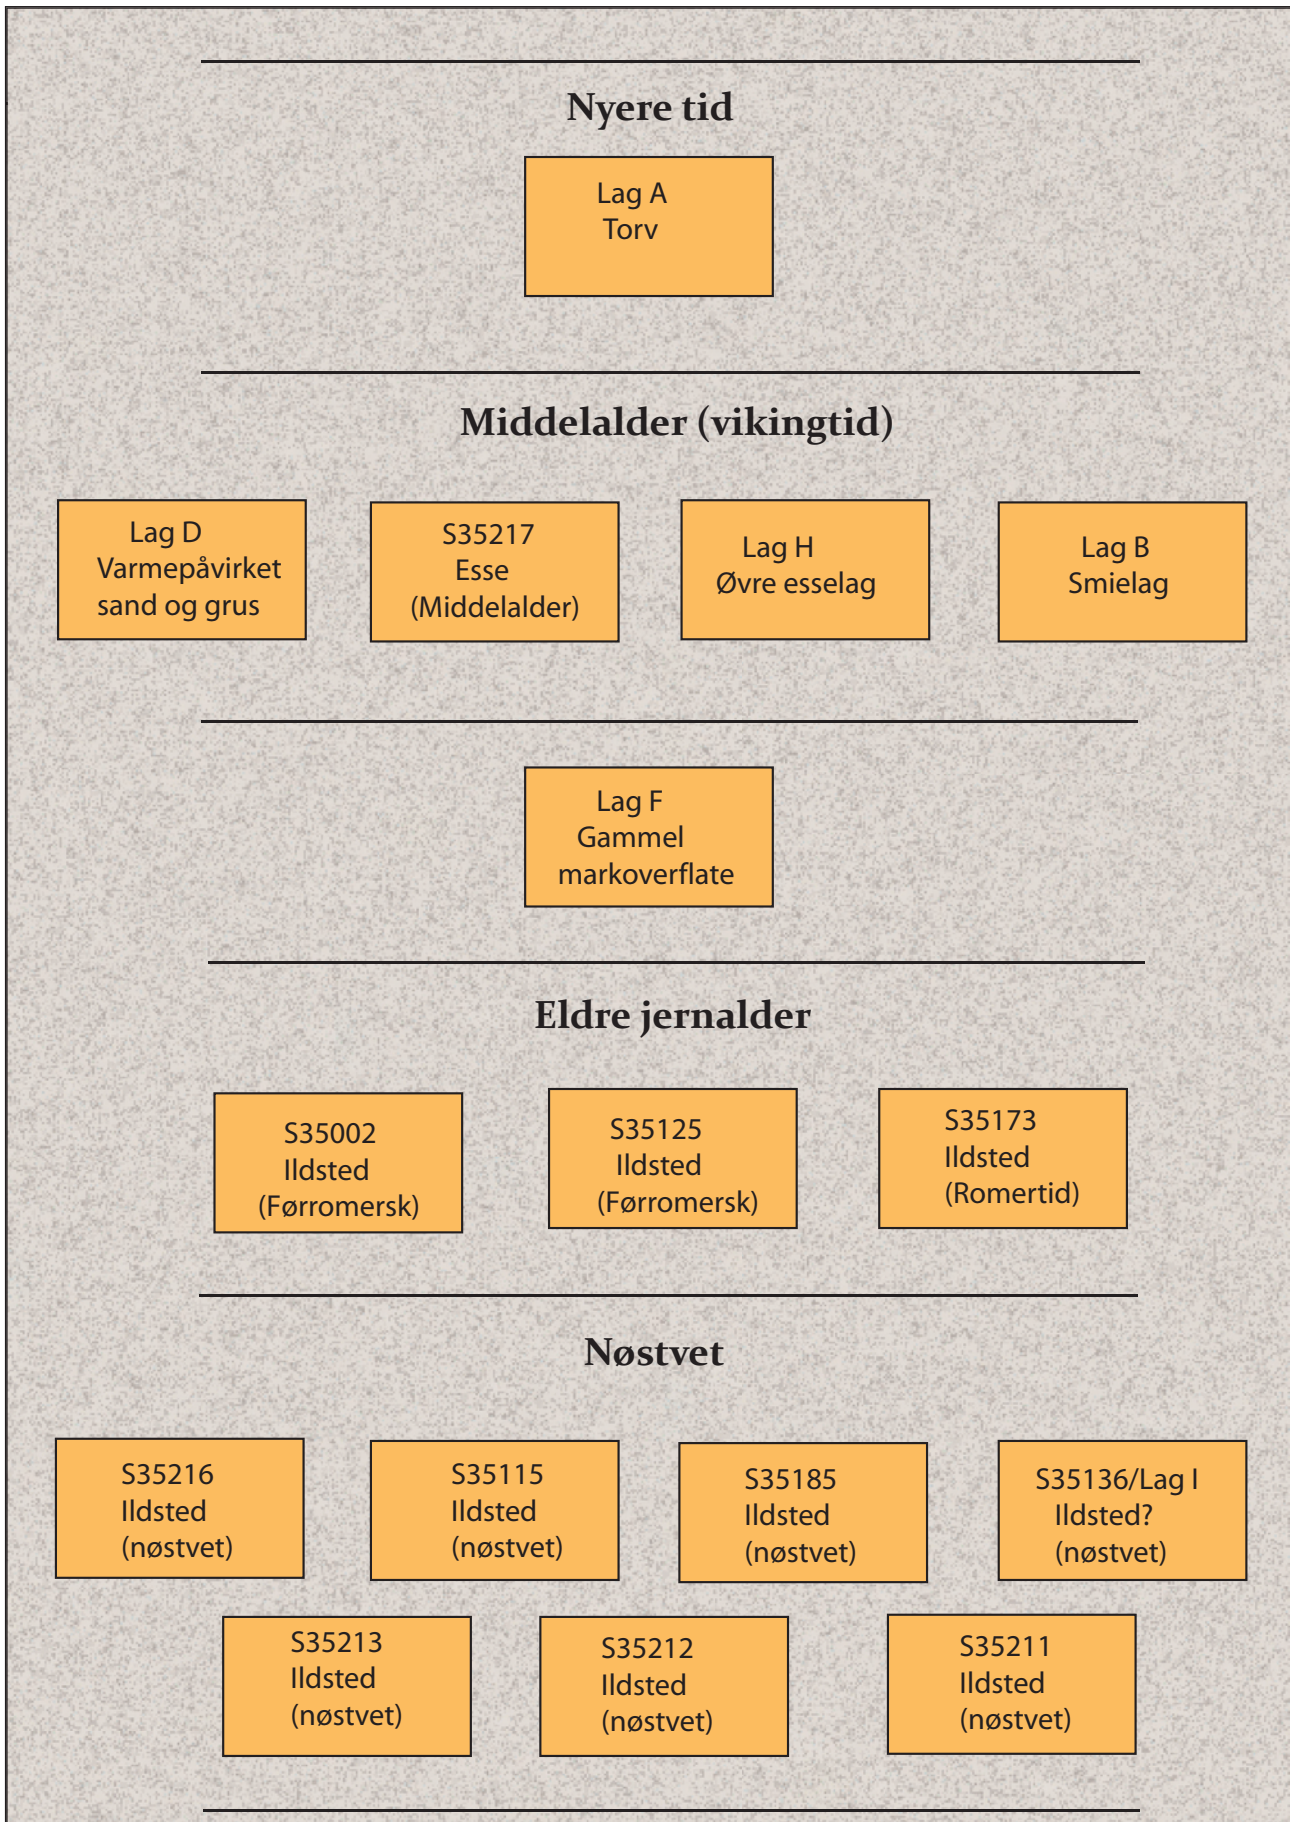 Nyere tid
Lag A
Torv
Middelalder (vikingtid)
Lag D
Varmepåvirket
sand og grus
S35217
Esse
(Middelalder)
Lag H
Øvre esselag
Lag B
Smielag
Lag F
Gammel
markoverflate
Eldre jernalder
S35002
Ildsted
(Førromersk)
S35125
Ildsted
(Førromersk)
S35173
Ildsted
(Romertid)
Nøstvet
S35216
Ildsted
(nøstvet)
S35115
Ildsted
(nøstvet)
S35185
Ildsted
(nøstvet)
S35136/Lag I
Ildsted?
(nøstvet)
S35213
Ildsted
(nøstvet)
S35212
Ildsted
(nøstvet)
S35211
Ildsted
(nøstvet)